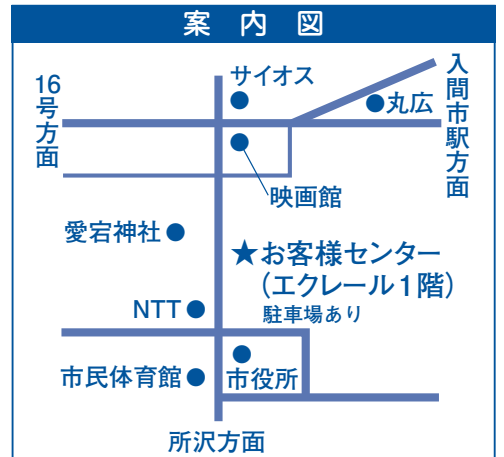 案内図
サイオス
丸広
入間市駅方面
16号方面
映画館
愛宕神社
★お客様センター
(エクレール1階)
駐車場あり
NTT
市民体育館
市役所
所沢方面